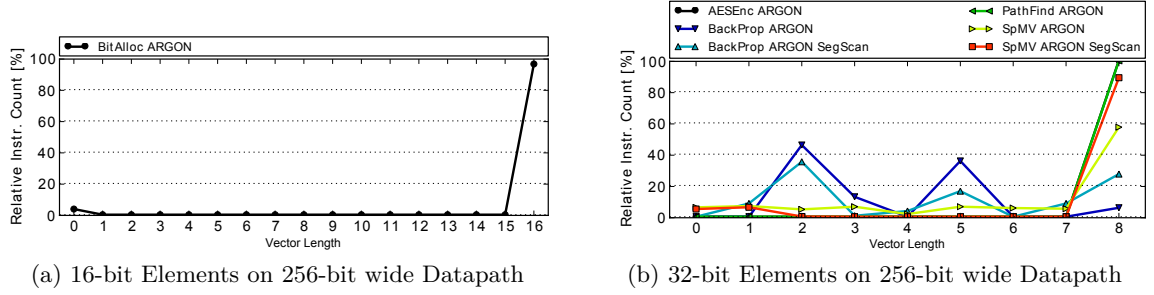 BitAlloc ARGON
Relative Instr. Count [%]
100
80
60
40
20
0
0 1 2 3 4 5 6 7 8 9 10 11 12 13 14 15 16
Vector Length
(a) 16-bit Elements on 256-bit wide Datapath
AESEnc ARGON PathFind ARGON
BackProp ARGON SpMV ARGON
BackProp ARGON SegScan SpMV ARGON SegScan
Relative Instr. Count [%]
100
80
60
40
20
0
0 1 2 3 4 5 6 7 8
Vector Length
(b) 32-bit Elements on 256-bit wide Datapath